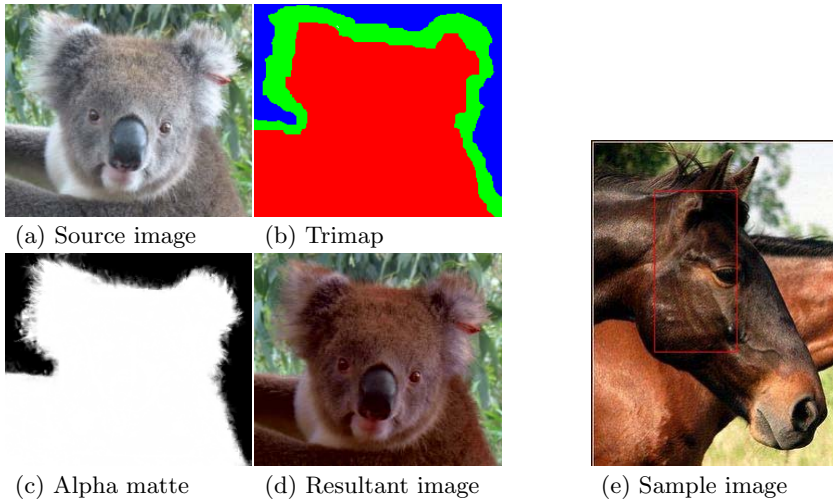 (a) Source image
(b) Trimap
(c) Alpha matte
(d) Resultant image
(e) Sample image